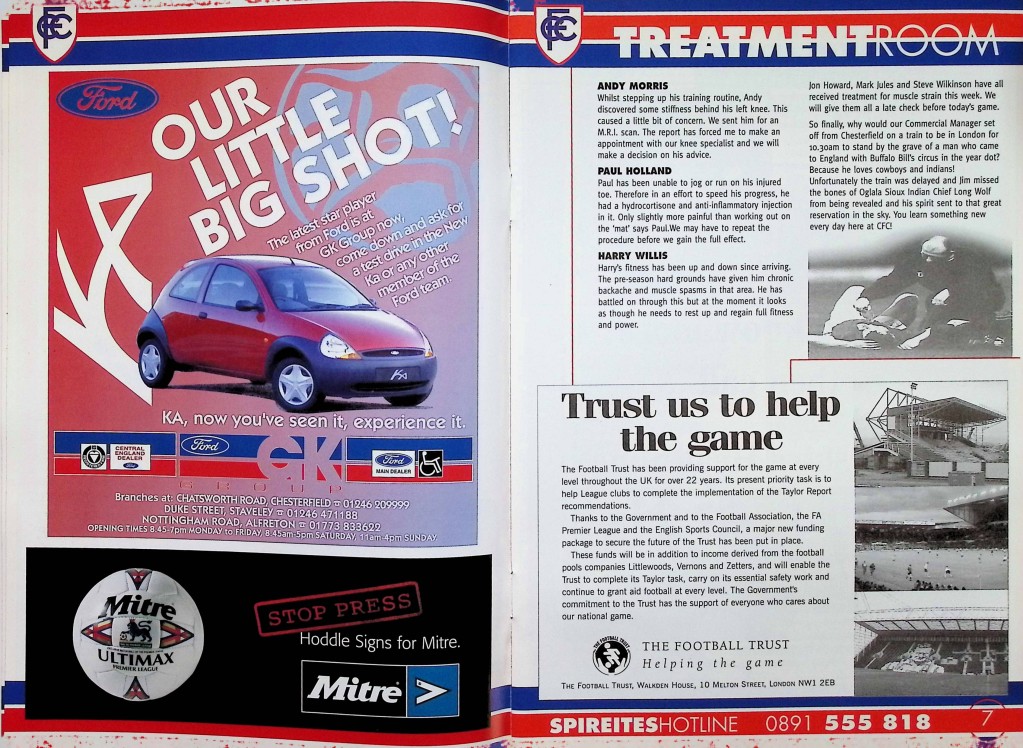 Ford
OUR
LITTLE
BIG SHOT!
The latest star player
from Ford is at
GK Group now,
come down and ask for
a test drive in the New
Ka or any other
member of the
Ford team.
KA
KA
KA, now you've seen it, experience it.
CENTRAL
ENGLAND
DEALER
Ford
Ford
GK
GROUP
Ford
MAIN DEALER
Branches at: CHATSWORTH ROAD, CHESTERFIELD ☎ 01246 209999
DUKE STREET, STAVELEY ☎ 01246 471188
NOTTINGHAM ROAD, ALFRETON ☎ 01773 833622
OPENING TIMES 8.45-7pm MONDAY to FRIDAY, 8.45am-5pm SATURDAY, 11am-4pm SUNDAY
Mitre
ULTIMAX
PREMIER LEAGUE
STOP PRESS
Hoddle Signs for Mitre.
Mitre
TREATMENTROOM
ANDY MORRIS
Whilst stepping up his training routine, Andy
discovered some stiffness behind his left knee. This
caused a little bit of concern. We sent him for an
M.R.I. scan. The report has forced me to make an
appointment with our knee specialist and we will
make a decision on his advice.
PAUL HOLLAND
Paul has been unable to jog or run on his injured
toe. Therefore in an effort to speed his progress, he
had a hydrocortisone and anti-inflammatory injection
in it. Only slightly more painful than working out on
the 'mat' says Paul.We may have to repeat the
procedure before we gain the full effect.
HARRY WILLIS
Harry's fitness has been up and down since arriving.
The pre-season hard grounds have given him chronic
backache and muscle spasms in that area. He has
battled on through this but at the moment it looks
as though he needs to rest up and regain full fitness
and power.
Jon Howard, Mark Jules and Steve Wilkinson have all
received treatment for muscle strain this week. We
will give them all a late check before today's game.
So finally, why would our Commercial Manager set
off from Chesterfield on a train to be in London for
10.30am to stand by the grave of a man who came
to England with Buffalo Bill's circus in the year dot?
Because he loves cowboys and indians!
Unfortunately the train was delayed and Jim missed
the bones of Oglala Sioux Indian Chief Long Wolf
from being revealed and his spirit sent to that great
reservation in the sky. You learn something new
every day here at CFC!
Trust us to help
the game
The Football Trust has been providing support for the game at every
level throughout the UK for over 22 years. Its present priority task is to
help League clubs to complete the implementation of the Taylor Report
recommendations.
Thanks to the Government and to the Football Association, the FA
Premier League and the English Sports Council, a major new funding
package to secure the future of the Trust has been put in place.
These funds will be in addition to income derived from the football
pools companies Littlewoods, Vernons and Zetters, and will enable the
Trust to complete its Taylor task, carry on its essential safety work and
continue to grant aid football at every level. The Government's
commitment to the Trust has the support of everyone who cares about
our national game.
THE FOOTBALL TRUST
THE FOOTBALL TRUST
Helping the game
THE FOOTBALL TRUST, WALKDEN HOUSE, 10 MELTON STREET, LONDON NW1 2EB
SPIREITESHOTLINE 0891 555 818
7